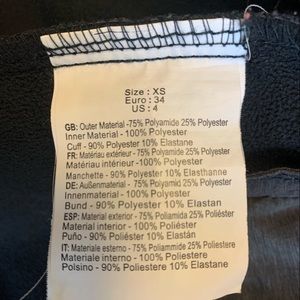 Size : XS
Euro : 34
US : 4
GB: Outer Material -75% Polyamide 25% Polyester
Inner Material - 100% Polyester
Cuff - 90% Polyester 10% Elastane
FR: Matériau extérieur - 75% Polyamide 25% Polyester
Matériau intérieur - 100% Polyester
Manchette - 90% Polyester 10% Elasthanne
DE: Außenmaterial - 75% Polyamide 25% Polyester
Innenmaterial - 100% Polyester
Bund - 90% Polyester 10% Elastan
ESP: Material exterior - 75% Poliamida 25% Poliéster
Material interior - 100% Poliéster
Puño - 90% Poliéster 10% Elastán
IT: Materiale esterno - 75% Poliammide 25% Poliestere
Materiale interno - 100% Poliestere
Polsino - 90% Poliestere 10% Elastane